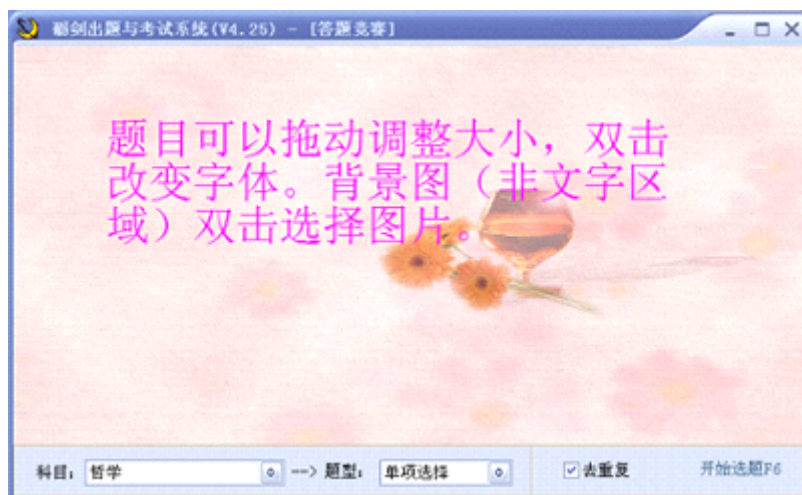 砺剑出题与考试系统(V4.25) - [答题竞赛]
题目可以拖动调整大小，双击
改变字体。背景图（非文字区
域）双击选择图片。
科目： 哲学 --> 题型： 单项选择 去重复 开始选题F6